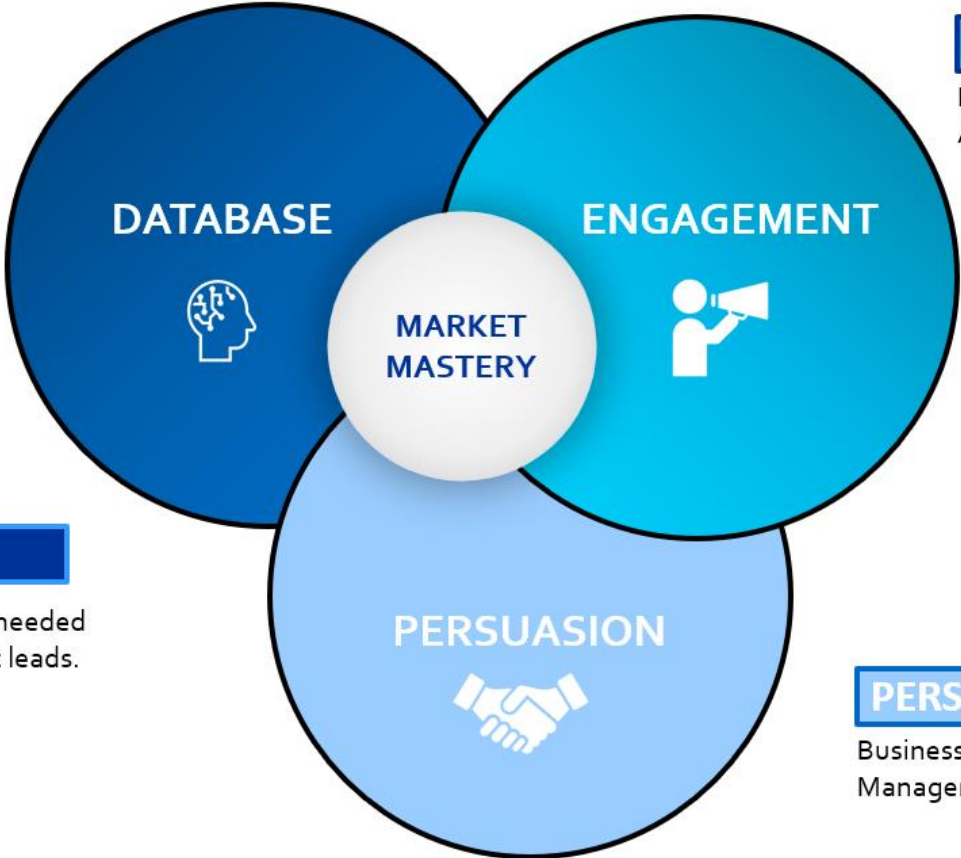 DATABASE
ENGAGEMENT
MARKET
MASTERY
needed
leads.
PERSUASION
PERS
Business
Manager